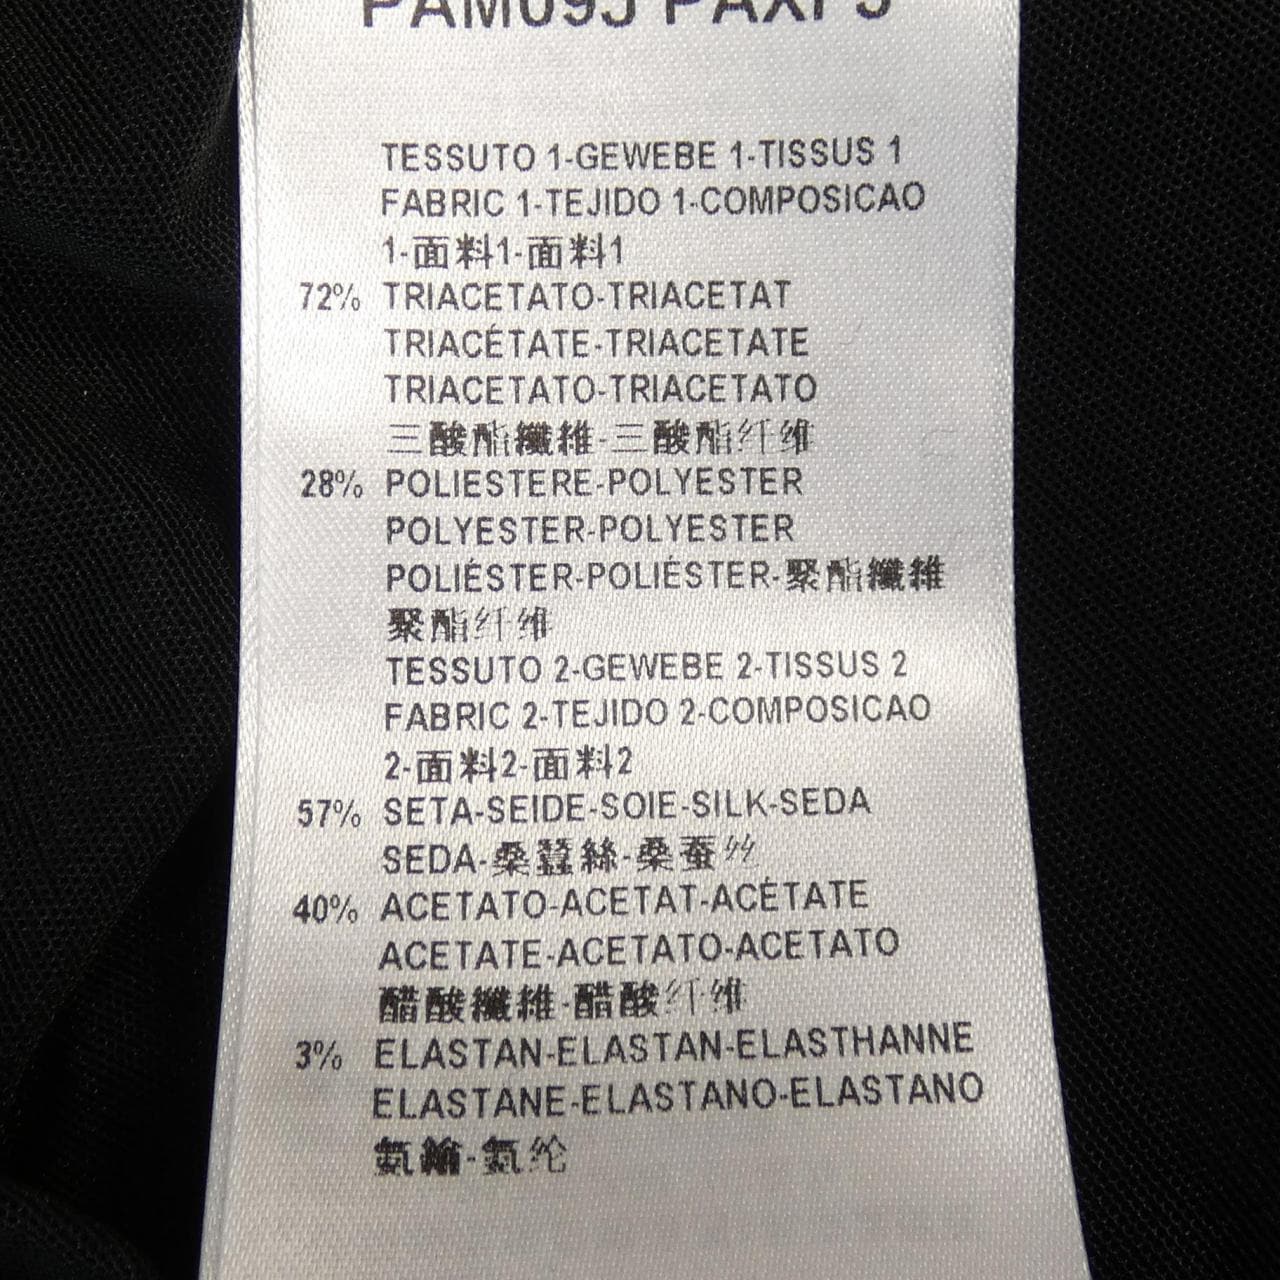 TESSUTO 1-GEWEBE 1-TISSUS 1
FABRIC 1-TEJIDO 1-COMPOSICAO
1-面料1-面料1
72% TRIACETATO-TRIACETAT
TRIACÉTATE-TRIACETATE
TRIACETATO-TRIACETATO
三酸酯纖維-三酸酯纤维
28% POLIESTERE-POLYESTER
POLYESTER-POLYESTER
POLIÉSTER-POLIÉSTER-聚酯纖維
聚酯纤维
TESSUTO 2-GEWEBE 2-TISSUS 2
FABRIC 2-TEJIDO 2-COMPOSICAO
2-面料2-面料2
57% SETA-SEIDE-SOIE-SILK-SEDA
SEDA-桑蠶絲-桑蚕丝
40% ACETATO-ACETAT-ACÉTATE
ACETATE-ACETATO-ACETATO
醋酸纖維-醋酸纤维
3% ELASTAN-ELASTAN-ELASTHANNE
ELASTANE-ELASTANO-ELASTANO